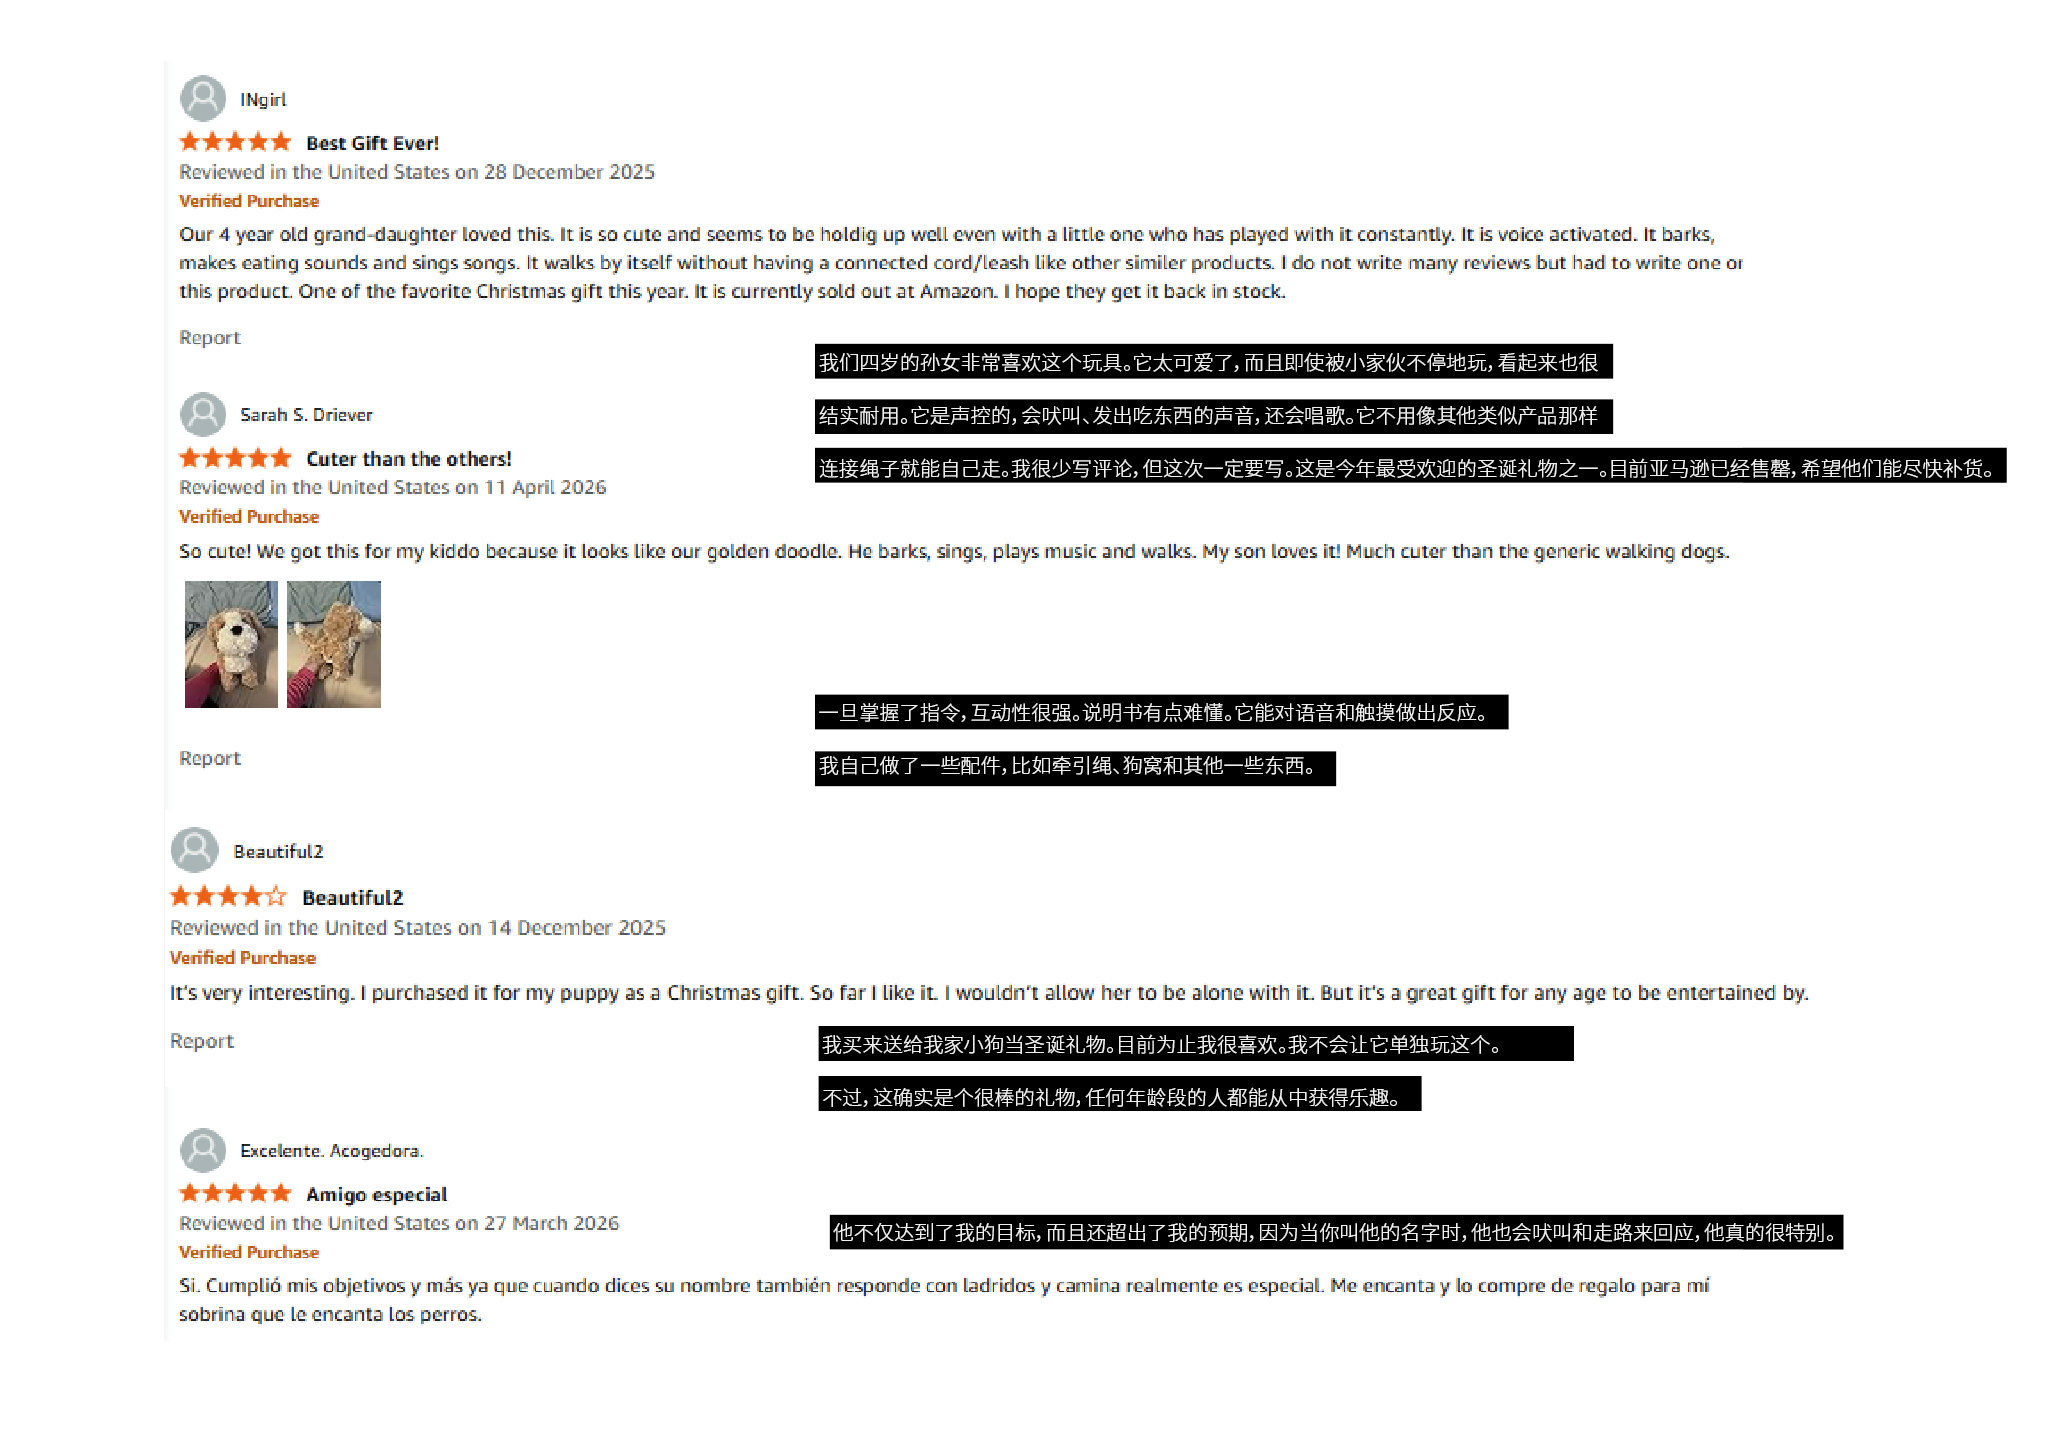 INgirl
Best Gift Ever!
Reviewed in the United States on 28 December 2025
Verified Purchase
Our 4 year old grand-daughter loved this. It is so cute and seems to be holdig up well even with a little one who has played with it constantly. It is voice activated. It barks,
makes eating sounds and sings songs. It walks by itself without having a connected cord/leash like other similer products. I do not write many reviews but had to write one or
this product. One of the favorite Christmas gift this year. It is currently sold out at Amazon. I hope they get it back in stock.
Report
我们四岁的孙女非常喜欢这个玩具。它太可爱了，而且即使被小家伙不停地玩，看起来也很
结实耐用。它是声控的，会吠叫、发出吃东西的声音，还会唱歌。它不用像其他类似产品那样
连接绳子就能自己走。我很少写评论，但这次一定要写。这是今年最受欢迎的圣诞礼物之一。目前亚马逊已经售罄，希望他们能尽快补货。
Sarah S. Driever
Cuter than the others!
Reviewed in the United States on 11 April 2026
Verified Purchase
So cute! We got this for my kiddo because it looks like our golden doodle. He barks, sings, plays music and walks. My son loves it! Much cuter than the generic walking dogs.
一旦掌握了指令，互动性很强。说明书有点难懂。它能对语音和触摸做出反应。
我自己做了一些配件，比如牵引绳、狗窝和其他一些东西。
Report
Beautiful2
Beautiful2
Reviewed in the United States on 14 December 2025
Verified Purchase
It's very interesting. I purchased it for my puppy as a Christmas gift. So far I like it. I wouldn't allow her to be alone with it. But it's a great gift for any age to be entertained by.
Report
我买来送给我家小狗当圣诞礼物。目前为止我很喜欢。我不会让它单独玩这个。
不过，这确实是个很棒的礼物，任何年龄段的人都能从中获得乐趣。
Excelente. Acogedora.
Amigo especial
Reviewed in the United States on 27 March 2026
Verified Purchase
他不仅达到了我的目标，而且还超出了我的预期，因为当你叫他的名字时，他也会吠叫和走路来回应，他真的很特别。
Si. Cumplió mis objetivos y más ya que cuando dices su nombre también responde con ladridos y camina realmente es especial. Me encanta y lo compre de regalo para mí
sobrina que le encanta los perros.